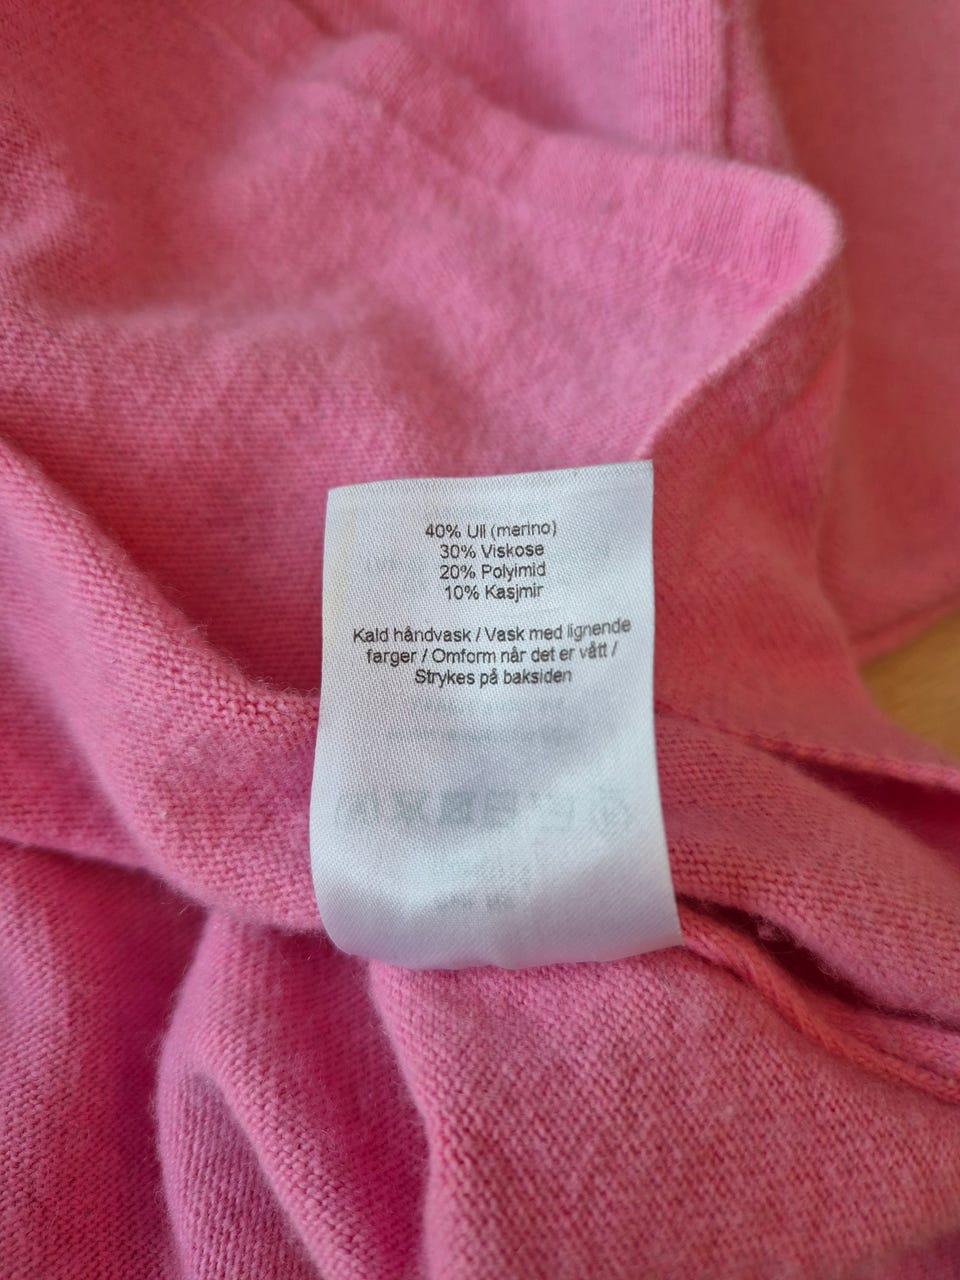 40% Ull (merino)
30% Viskose
20% Polyimid
10% Kasjmir
Kald håndvask / Vask med lignende
farger / Omform når det er vått /
Strykes på baksiden